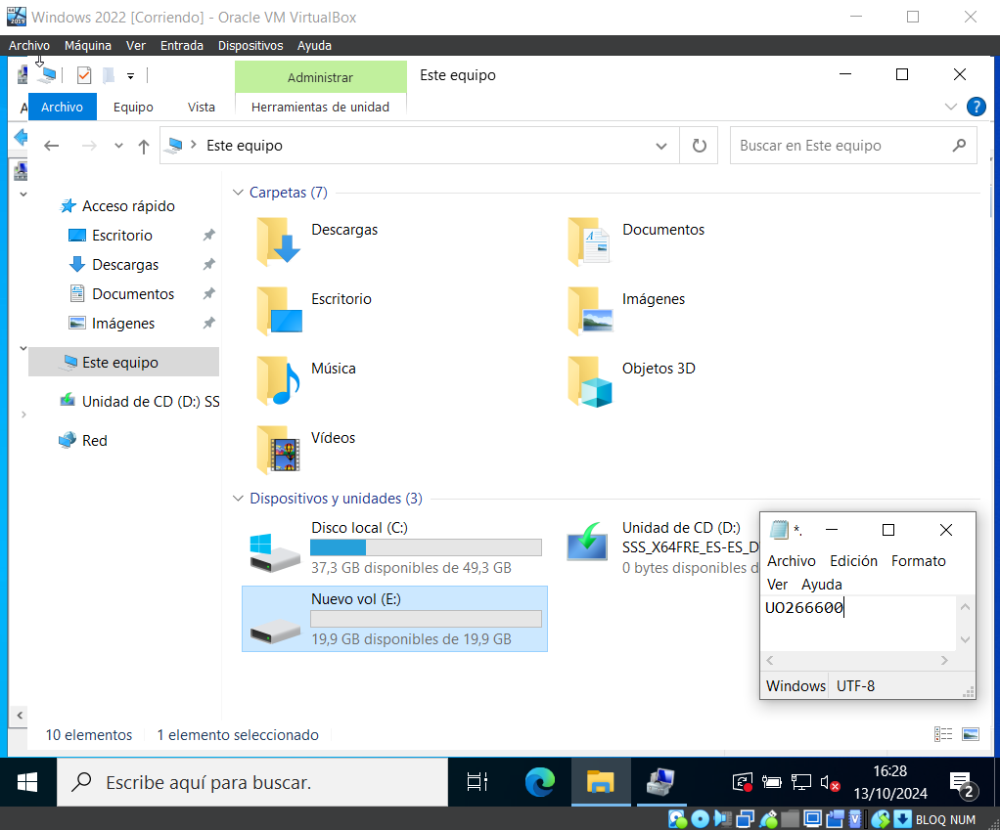 Windows 2022 [Corriendo] - Oracle VM VirtualBox
Archivo Máquina Ver Entrada Dispositivos Ayuda
Administrar Este equipo
Archivo Equipo Vista Herramientas de unidad
Este equipo Buscar en Este equipo
Acceso rápido
Escritorio
Descargas
Documentos
Imágenes
Este equipo
Unidad de CD (D:) SS
Red
Carpetas (7)
Descargas
Documentos
Escritorio
Imágenes
Música
Objetos 3D
Vídeos
Dispositivos y unidades (3)
Disco local (C:)
37,3 GB disponibles de 49,3 GB
Unidad de CD (D:)
SSS_X64FRE_ES-ES_D
0 bytes disponibles d
Nuevo vol (E:)
19,9 GB disponibles de 19,9 GB
*.
Archivo Edición Formato
Ver Ayuda
UO266600
Windows UTF-8
10 elementos 1 elemento seleccionado
Escribe aquí para buscar.
16:28
13/10/2024
2
BLOQ NUM